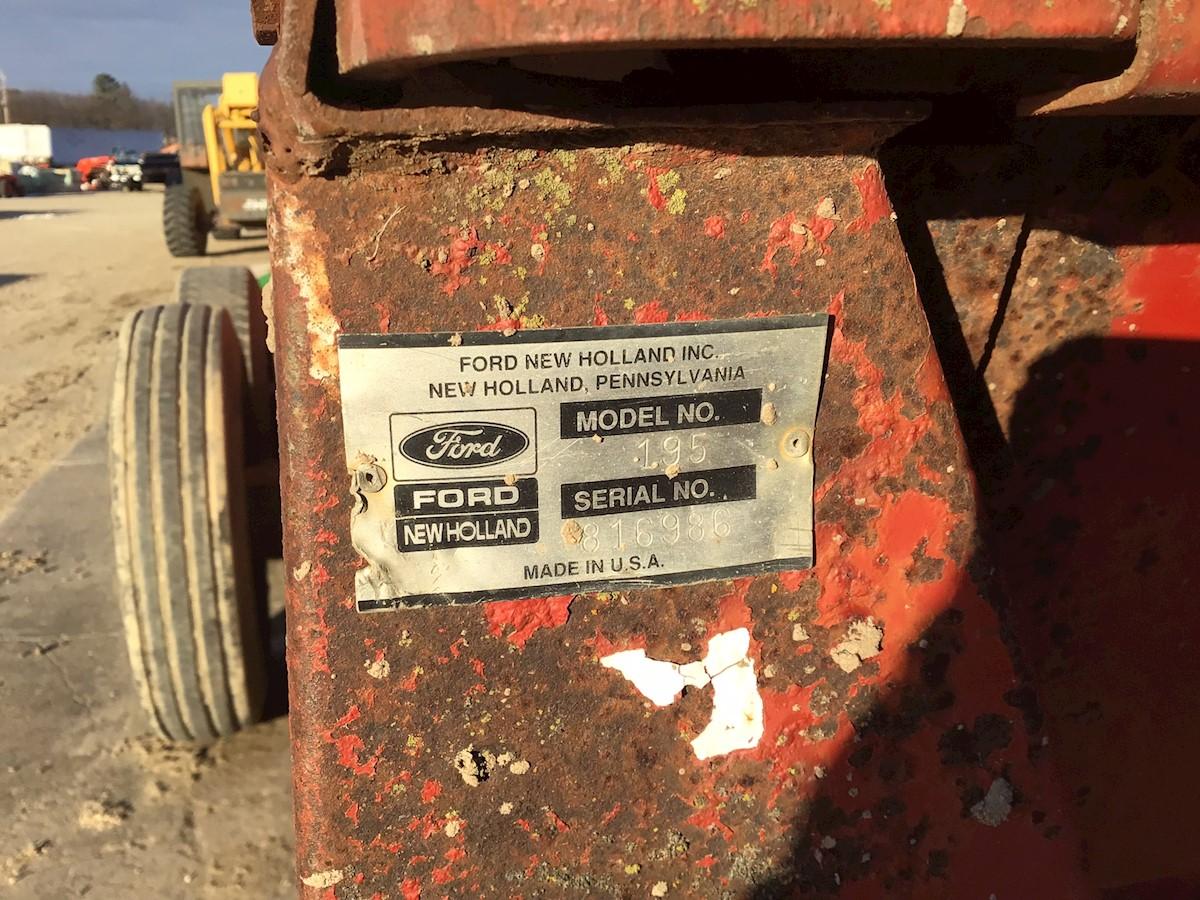 FORD NEW HOLLAND INC.
NEW HOLLAND, PENNSYLVANIA
MODEL NO.
195
Ford
FORD
NEW HOLLAND
SERIAL NO.
816986
MADE IN U.S.A.